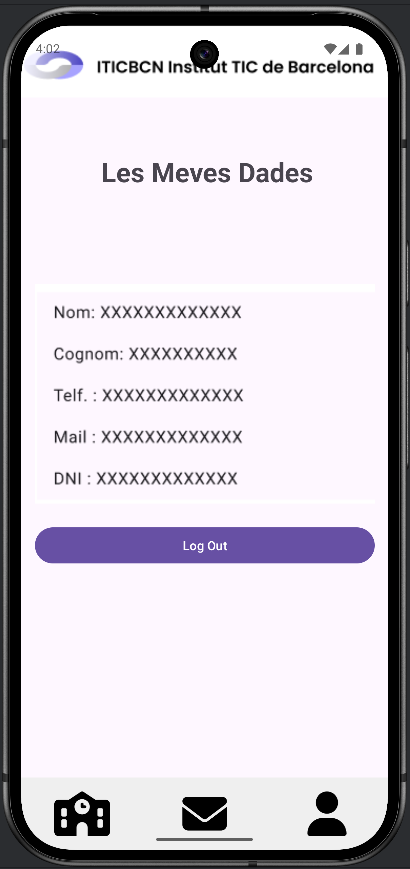 4:02
ITICBCN Institut TIC de Barcelona
Les Meves Dades
Nom: XXXXXXXXXXXXX
Cognom: XXXXXXXXXX
Telf. : XXXXXXXXXXXXX
Mail : XXXXXXXXXXXXX
DNI : XXXXXXXXXXXXX
Log Out